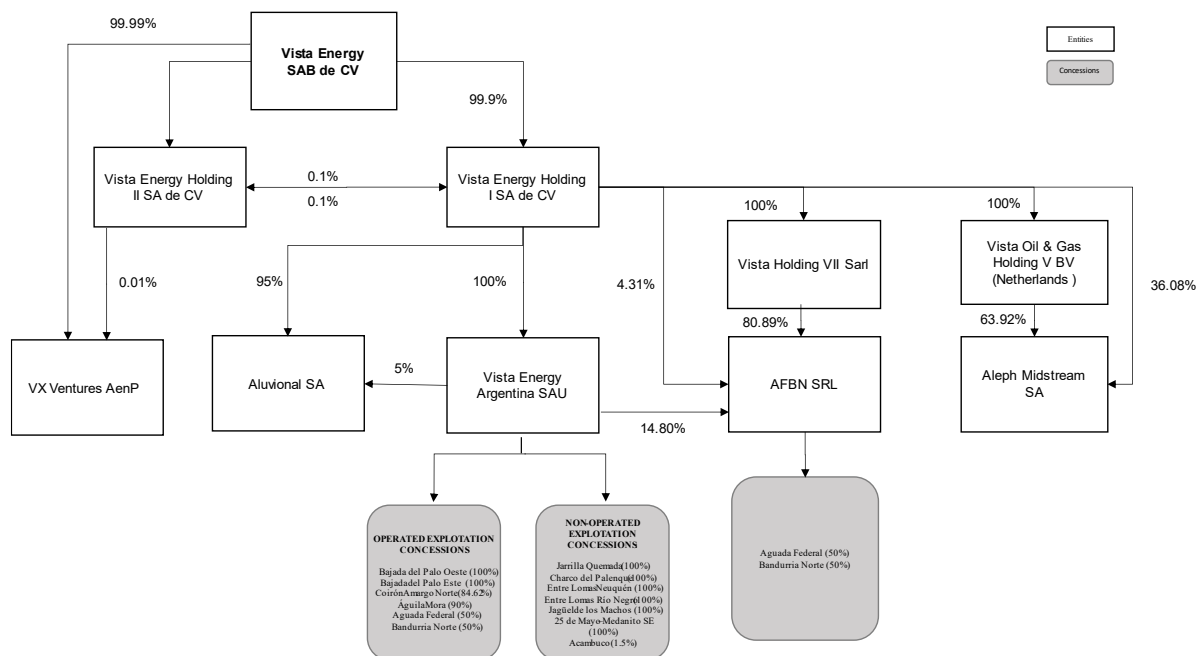 99.99%
Vista Energy
SAB de CV
Entities
Concessions
99.9%
Vista Energy Holding
II SA de CV
0.1%
0.1%
Vista Energy Holding
I SA de CV
100%
100%
Vista Holding VII Sarl
Vista Oil & Gas
Holding V BV
(Netherlands )
0.01%
95%
100%
4.31%
36.08%
80.89%
63.92%
VX Ventures AenP
Aluvional SA
5%
Vista Energy
Argentina SAU
AFBN SRL
Aleph Midstream
SA
14.80%
OPERATED EXPLOTATION
CONCESSIONS
Bajada del Palo Oeste (100%)
Bajadadel Palo Este (100%)
CoirónAmargo Norte(84.62%)
ÁguilaMora (90%)
Aguada Federal (50%)
Bandurria Norte (50%)
NON-OPERATED
EXPLOTATION
CONCESSIONS
Jarrilla Quemada(100%)
Charco del Palenque(100%)
Entre LomasNeuquén (100%)
Entre Lomas Río Negro(100%)
Jagüelde los Machos (100%)
25 de Mayo-Medanito SE
(100%)
Acambuco (1.5%)
Aguada Federal (50%)
Bandurria Norte (50%)